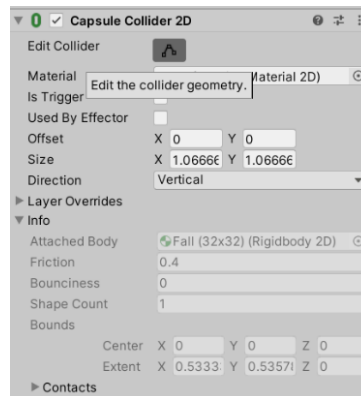 Capsule Collider 2D
Edit Collider
Material Material 2D)
Edit the collider geometry.
Is Trigger
Used By Effector
Offset X 0 Y 0
Size X 1.06666 Y 1.06666
Direction Vertical
Layer Overrides
Info
Attached Body Fall (32x32) (Rigidbody 2D)
Friction 0.4
Bounciness 0
Shape Count 1
Bounds
Center X 0 Y 0 Z 0
Extent X 0.5333 Y 0.5357 Z 0
Contacts